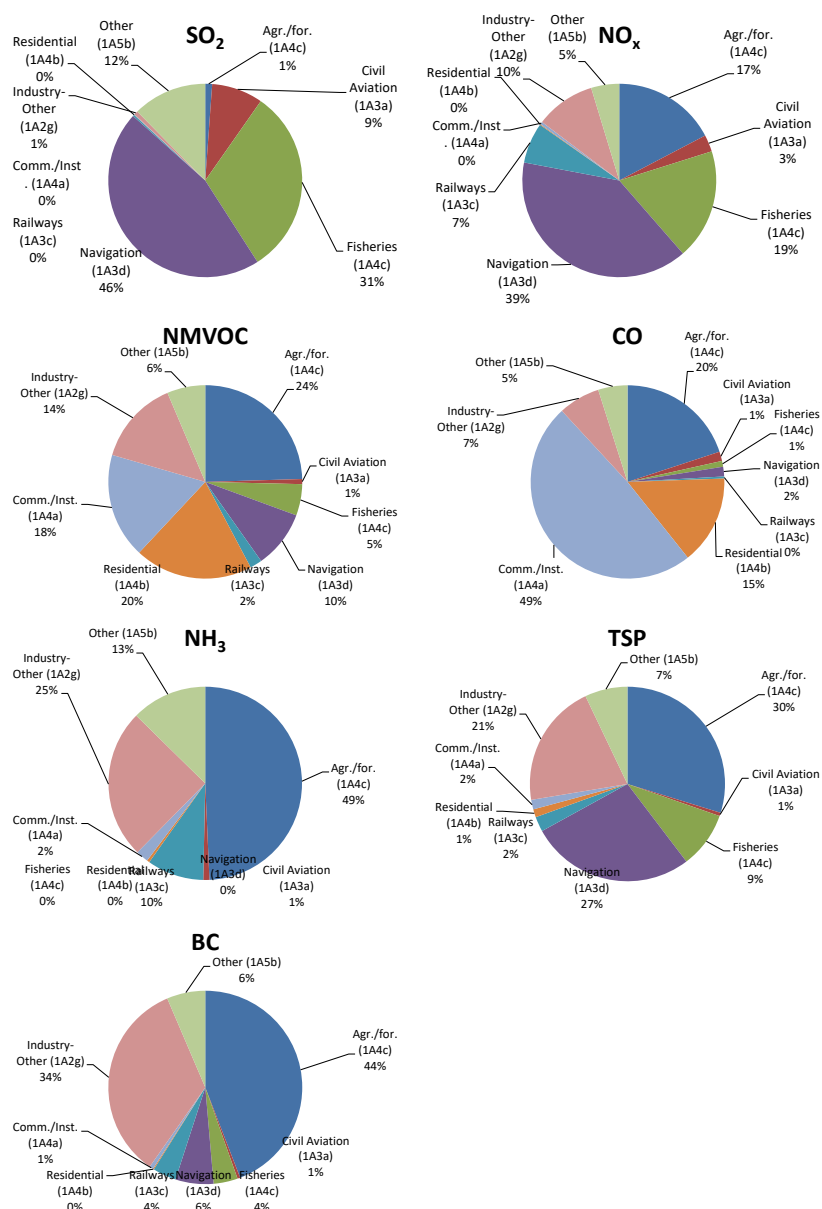 SO2
Other
(1A5b)
12%
Agr./for.
(1A4c)
1%
Civil
Aviation
(1A3a)
9%
Fisheries
(1A4c)
31%
Navigation
(1A3d)
46%
Railways
(1A3c)
0%
Comm./Inst
. (1A4a)
0%
Industry-
Other
(1A2g)
1%
Residential
(1A4b)
0%
NOx
Industry-
Other
(1A2g)
10%
Other
(1A5b)
5%
Agr./for.
(1A4c)
17%
Civil
Aviation
(1A3a)
3%
Fisheries
(1A4c)
19%
Navigation
(1A3d)
39%
Railways
(1A3c)
7%
Comm./Inst
. (1A4a)
0%
Residential
(1A4b)
0%
NMVOC
Other (1A5b)
6%
Agr./for.
(1A4c)
24%
Civil Aviation
(1A3a)
1%
Fisheries
(1A4c)
5%
Navigation
(1A3d)
10%
Railways
(1A3c)
2%
Residential
(1A4b)
20%
Comm./Inst.
(1A4a)
18%
Industry-
Other (1A2g)
14%
CO
Other (1A5b)
5%
Agr./for.
(1A4c)
20%
Civil Aviation
(1A3a)
1%
Fisheries
(1A4c)
1%
Navigation
(1A3d)
2%
Railways
(1A3c)
0%
Residential
(1A4b)
15%
Comm./Inst.
(1A4a)
49%
Industry-
Other (1A2g)
7%
NH3
Other (1A5b)
13%
Agr./for.
(1A4c)
49%
Civil Aviation
(1A3a)
1%
Navigation
(1A3d)
0%
Railways
(1A3c)
10%
Residential
(1A4b)
0%
Fisheries
(1A4c)
0%
Comm./Inst.
(1A4a)
2%
Industry-
Other (1A2g)
25%
TSP
Other (1A5b)
7%
Agr./for.
(1A4c)
30%
Civil Aviation
(1A3a)
1%
Fisheries
(1A4c)
9%
Navigation
(1A3d)
27%
Railways
(1A3c)
2%
Residential
(1A4b)
1%
Comm./Inst.
(1A4a)
2%
Industry-
Other (1A2g)
21%
BC
Other (1A5b)
6%
Agr./for.
(1A4c)
44%
Civil Aviation
(1A3a)
1%
Fisheries
(1A4c)
4%
Navigation
(1A3d)
6%
Railways
(1A3c)
4%
Residential
(1A4b)
0%
Comm./Inst.
(1A4a)
1%
Industry-
Other (1A2g)
34%